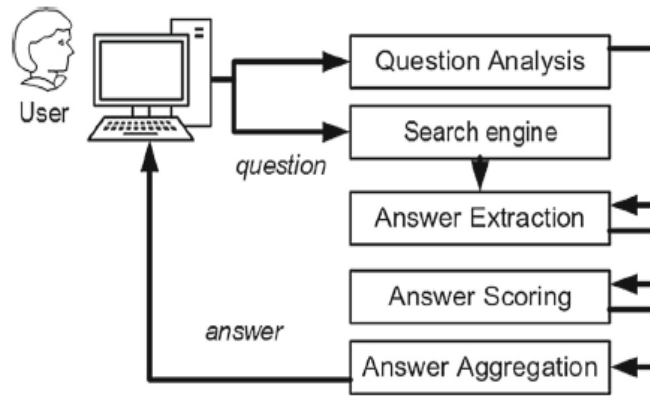 User
question
answer
Question Analysis
Search engine
Answer Extraction
Answer Scoring
Answer Aggregation